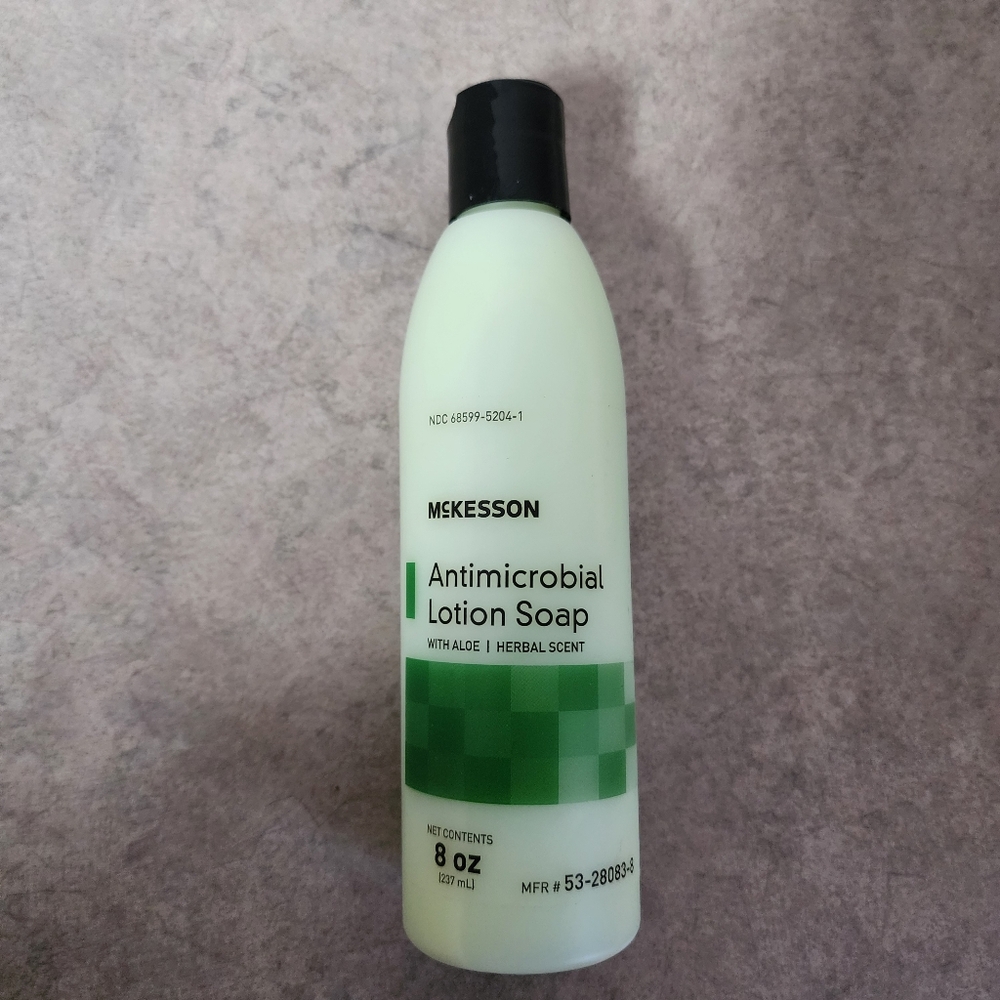 NDC 68599-5204-1
McKESSON
Antimicrobial
Lotion Soap
WITH ALOE | HERBAL SCENT
NET CONTENTS
8 oz
(237 mL)
MFR # 53-28083-8